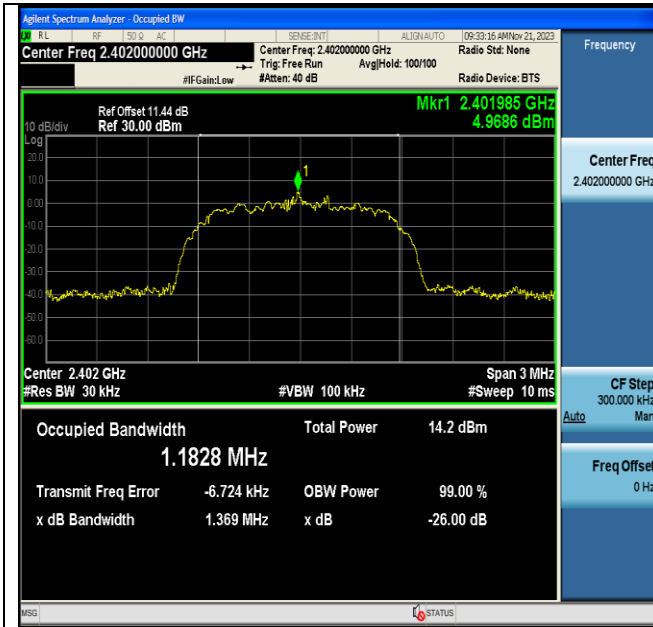 Agilent Spectrum Analyzer - Occupied BW
RL RF 50 Ω AC SENSE:INT ALIGN AUTO 09:33:16 AM Nov 21, 2023
Center Freq 2.402000000 GHz
Center Freq: 2.402000000 GHz Radio Std: None
Trig: Free Run Avg|Hold: 100/100
#IFGain:Low #Atten: 40 dB Radio Device: BTS
Ref Offset 11.44 dB Mkr1 2.401985 GHz
10 dB/div Ref 30.00 dBm 4.9686 dBm
Log
20.0
10.0
1
0.00
-10.0
-20.0
-30.0
-40.0
-50.0
-60.0
Center 2.402 GHz Span 3 MHz
#Res BW 30 kHz #VBW 100 kHz #Sweep 10 ms
Occupied Bandwidth Total Power 14.2 dBm
1.1828 MHz
Transmit Freq Error -6.724 kHz OBW Power 99.00 %
x dB Bandwidth 1.369 MHz x dB -26.00 dB
MSG STATUS
Frequency
Center Freq
2.402000000 GHz
CF Step
300.000 kHz
Auto Man
Freq Offset
0 Hz